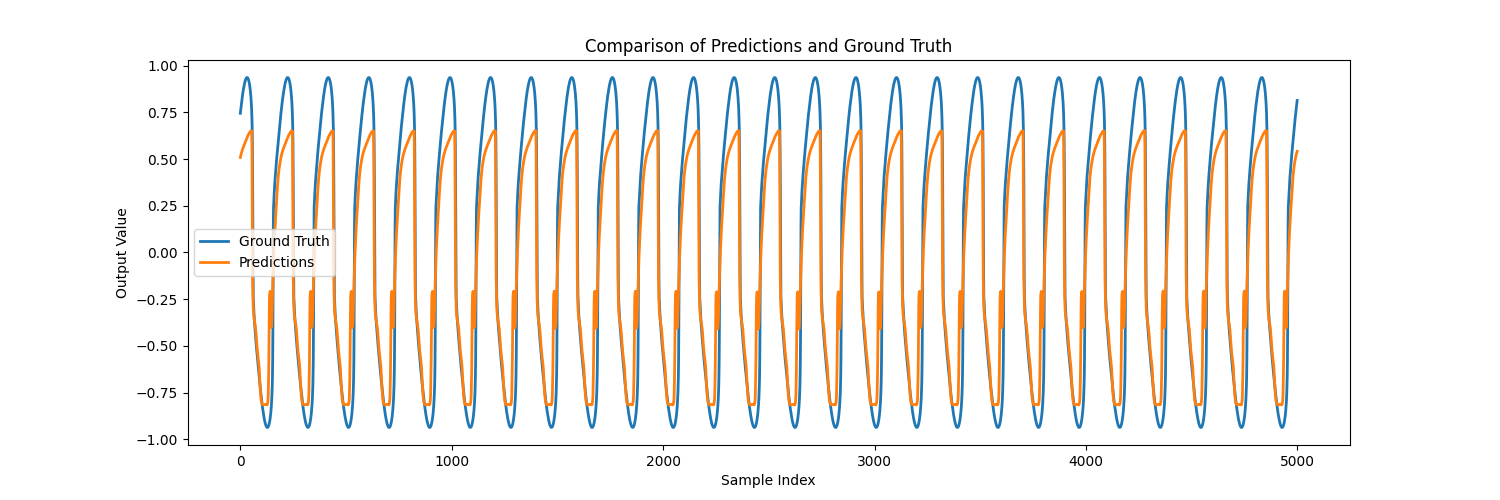 Comparison of Predictions and Ground Truth
1.00
0.75
0.50
0.25
0.00
−0.25
−0.50
−0.75
−1.00
Output Value
Ground Truth
Predictions
0 1000 2000 3000 4000 5000
Sample Index